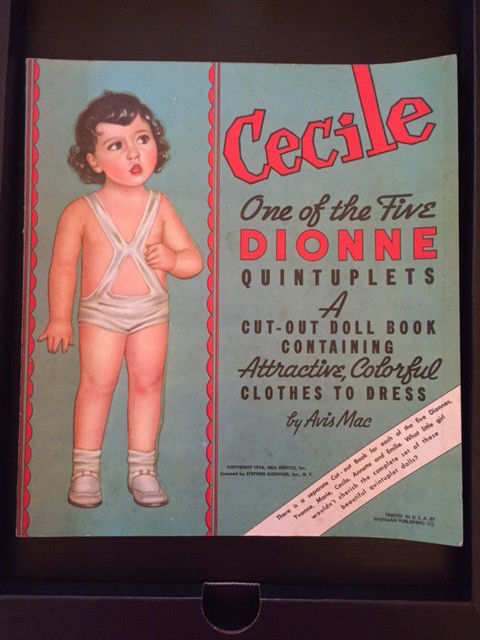 Cecile
One of the Five
DIONNE
QUINTUPLETS
A
CUT-OUT DOLL BOOK
CONTAINING
Attractive, Colorful
CLOTHES TO DRESS
by Avis Mac
COPYRIGHT 1936, NEA SERVICE, Inc.
Licensed by STEPHEN SLESINGER, Inc., N. Y.
There is a separate Cut-out Book for each of the five Dionnes,
Yvonne, Marie, Cecile, Annette and Emilie. What little girl
wouldn't cherish the complete set of these
beautiful quintuplet dolls?
PRINTED IN U. S. A. BY
WHITMAN PUBLISHING CO.